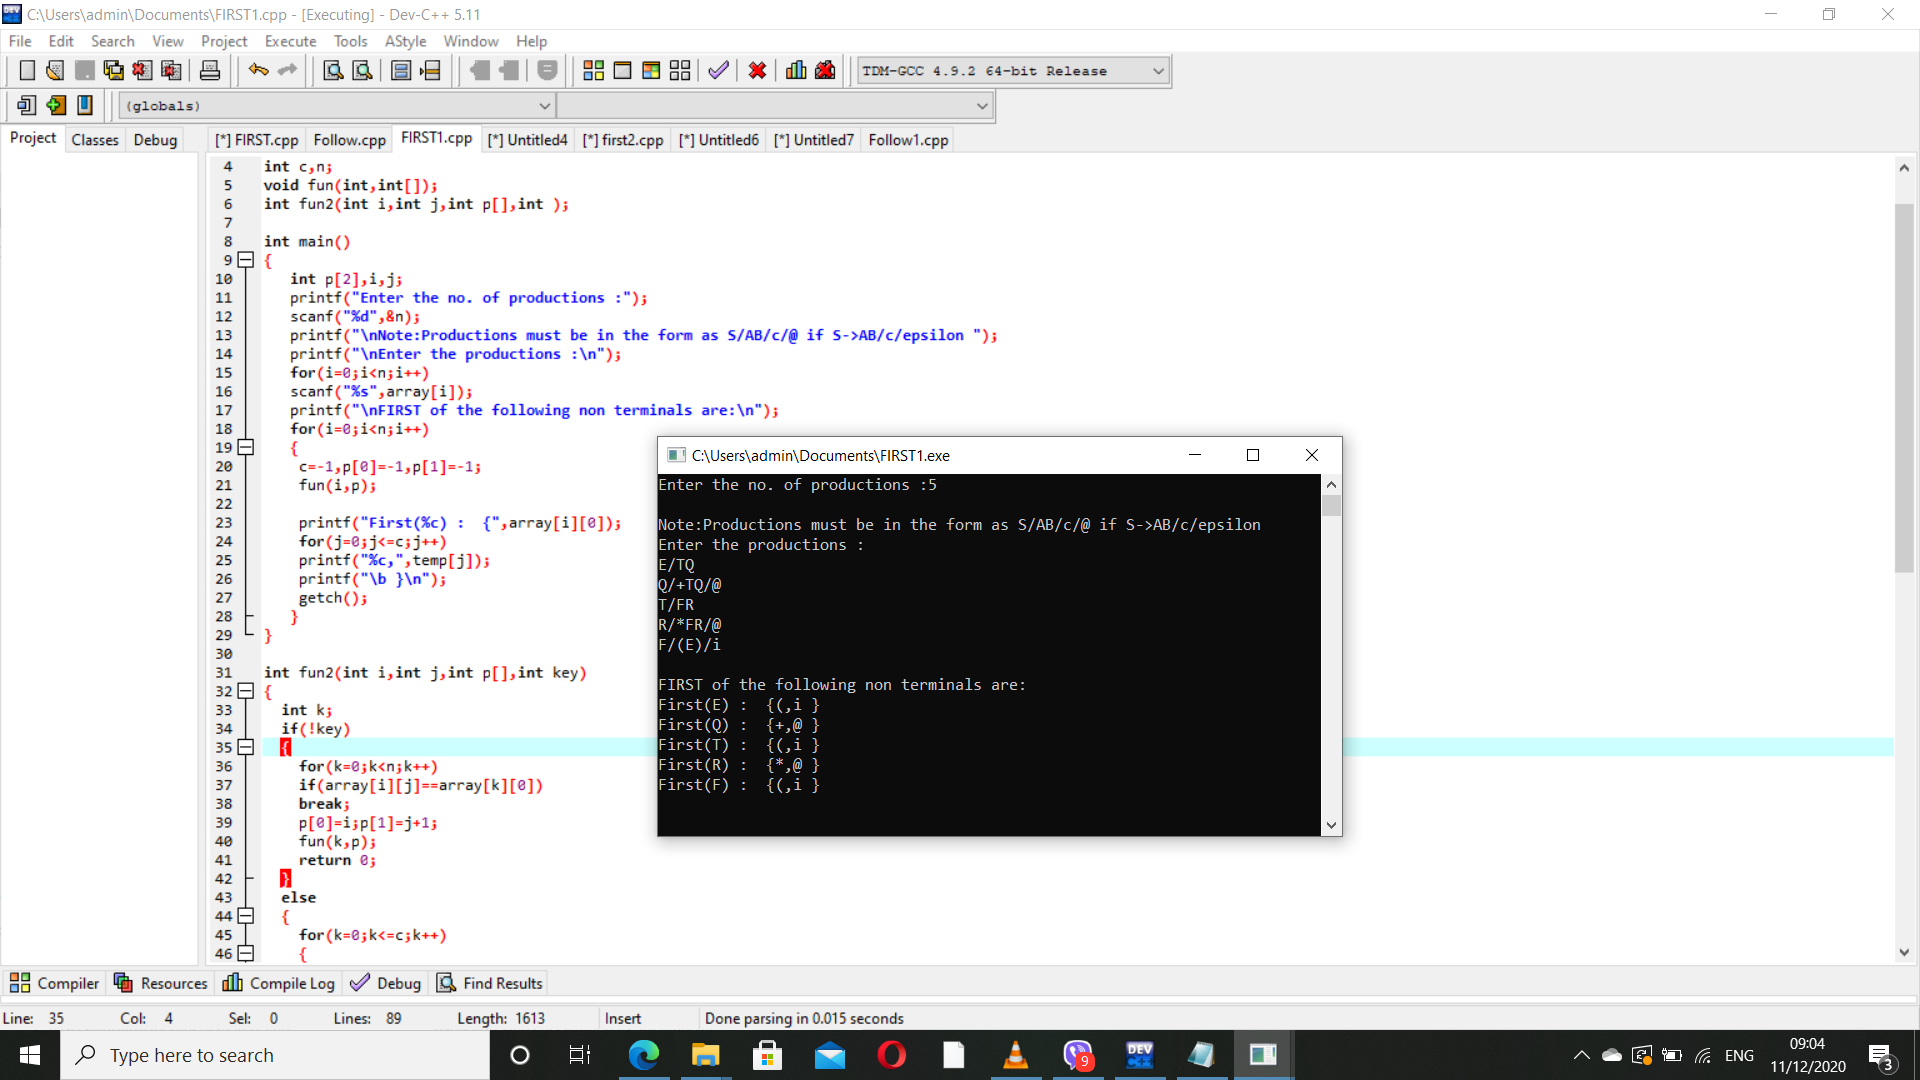 C:\Users\admin\Documents\FIRST1.cpp - [Executing] - Dev-C++ 5.11
File Edit Search View Project Execute Tools AStyle Window Help
TDM-GCC 4.9.2 64-bit Release
(globals)
Project Classes Debug
[*] FIRST.cpp Follow.cpp FIRST1.cpp [*] Untitled4 [*] first2.cpp [*] Untitled6 [*] Untitled7 Follow1.cpp
4 int c,n;
5 void fun(int,int[]);
6 int fun2(int i,int j,int p[],int );
7
8 int main()
9 {
10 int p[2],i,j;
11 printf("Enter the no. of productions :");
12 scanf("%d",&n);
13 printf("\nNote:Productions must be in the form as S/AB/c/@ if S->AB/c/epsilon ");
14 printf("\nEnter the productions :\n");
15 for(i=0;i<n;i++)
16 scanf("%s",array[i]);
17 printf("\nFIRST of the following non terminals are:\n");
18 for(i=0;i<n;i++)
19 {
20 c=-1,p[0]=-1,p[1]=-1;
21 fun(i,p);
22
23 printf("First(%c) :  {",array[i][0]);
24 for(j=0;j<=c;j++)
25 printf("%c,",temp[j]);
26 printf("\b }\n");
27 getch();
28 }
29 }
30
31 int fun2(int i,int j,int p[],int key)
32 {
33 int k;
34 if(!key)
35 {
36 for(k=0;k<n;k++)
37 if(array[i][j]==array[k][0])
38 break;
39 p[0]=i;p[1]=j+1;
40 fun(k,p);
41 return 0;
42 }
43 else
44 {
45 for(k=0;k<=c;k++)
46 {
C:\Users\admin\Documents\FIRST1.exe
Enter the no. of productions :5
Note:Productions must be in the form as S/AB/c/@ if S->AB/c/epsilon
Enter the productions :
E/TQ
Q/+TQ/@
T/FR
R/*FR/@
F/(E)/i
FIRST of the following non terminals are:
First(E) :  {(,i }
First(Q) :  {+,@ }
First(T) :  {(,i }
First(R) :  {*,@ }
First(F) :  {(,i }
Compiler Resources Compile Log Debug Find Results
Line: 35 Col: 4 Sel: 0 Lines: 89 Length: 1613 Insert Done parsing in 0.015 seconds
Type here to search
DEV C++
9
ENG
09:04
11/12/2020
3